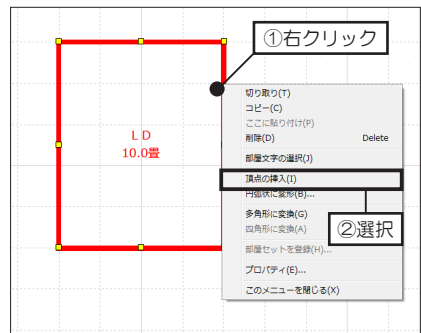 ①右クリック
切り取り(T)
コピー(C)
ここに貼り付け(P)
削除(D) Delete
部屋文字の選択(J)
頂点の挿入(I)
円弧状に変形(B)...
多角形に変換(G)
四角形に変換(A)
部屋セットを登録(H)...
プロパティ(E)...
このメニューを閉じる(X)
ＬＤ
10.0畳
②選択